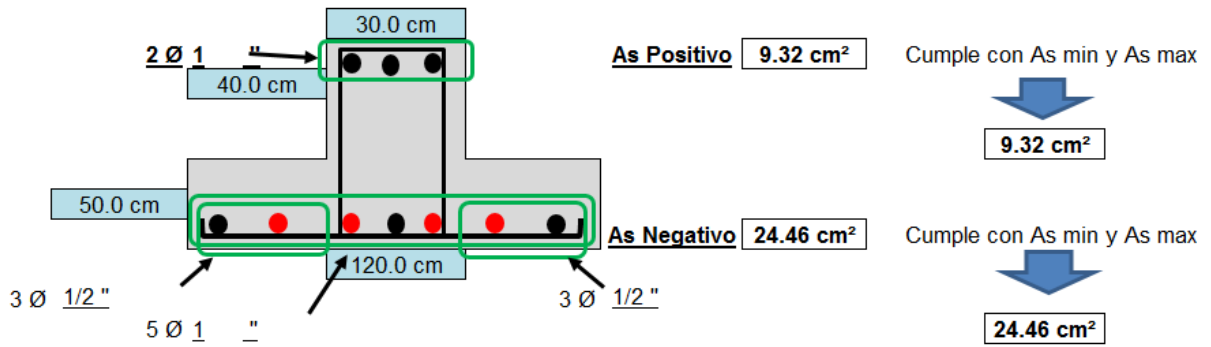 30.0 cm
2 Ø 1 "
As Positivo 9.32 cm²
Cumple con As min y As max
40.0 cm
9.32 cm²
50.0 cm
As Negativo 24.46 cm²
Cumple con As min y As max
120.0 cm
3 Ø 1/2 "
3 Ø 1/2 "
5 Ø 1 "
24.46 cm²